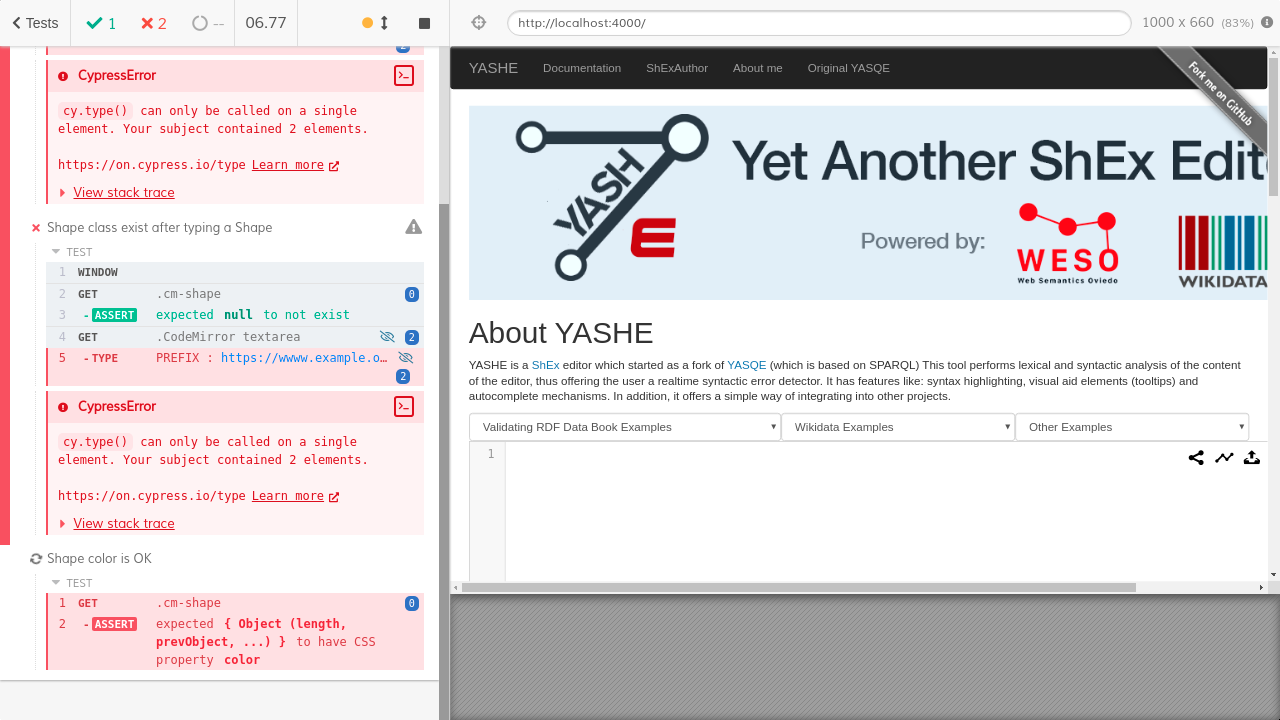 Tests
1
2
--
06.77
http://localhost:4000/
1000 x 660 (83%)
CypressError
cy.type() can only be called on a single
element. Your subject contained 2 elements.
https://on.cypress.io/type Learn more
View stack trace
Shape class exist after typing a Shape
TEST
1 WINDOW
2 GET .cm-shape 0
3 -ASSERT expected null to not exist
4 GET .CodeMirror textarea 2
5 -TYPE PREFIX : https://wwww.example.o…
2
CypressError
cy.type() can only be called on a single
element. Your subject contained 2 elements.
https://on.cypress.io/type Learn more
View stack trace
Shape color is OK
TEST
1 GET .cm-shape 0
2 -ASSERT expected { Object (length,
prevObject, ...) } to have CSS
property color
YASHE Documentation ShExAuthor About me Original YASQE
Fork me on GitHub
YASH
E
Yet Another ShEx Edit
Powered by:
WESO
Web Semantics Oviedo
WIKIDATA
About YASHE
YASHE is a ShEx editor which started as a fork of YASQE (which is based on SPARQL) This tool performs lexical and syntactic analysis of the content
of the editor, thus offering the user a realtime syntactic error detector. It has features like: syntax highlighting, visual aid elements (tooltips) and
autocomplete mechanisms. In addition, it offers a simple way of integrating into other projects.
Validating RDF Data Book Examples
Wikidata Examples
Other Examples
1